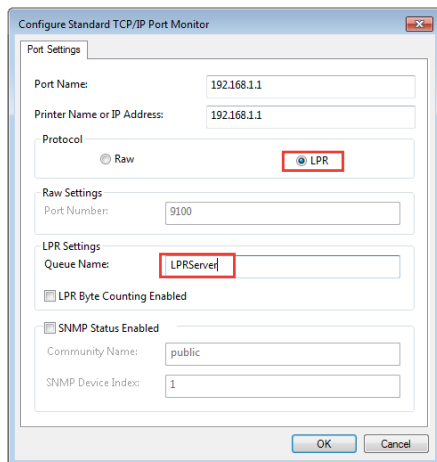 Configure Standard TCP/IP Port Monitor
Port Settings
Port Name: 192.168.1.1
Printer Name or IP Address: 192.168.1.1
Protocol
Raw LPR
Raw Settings
Port Number: 9100
LPR Settings
Queue Name: LPRServer
LPR Byte Counting Enabled
SNMP Status Enabled
Community Name: public
SNMP Device Index: 1
OK Cancel